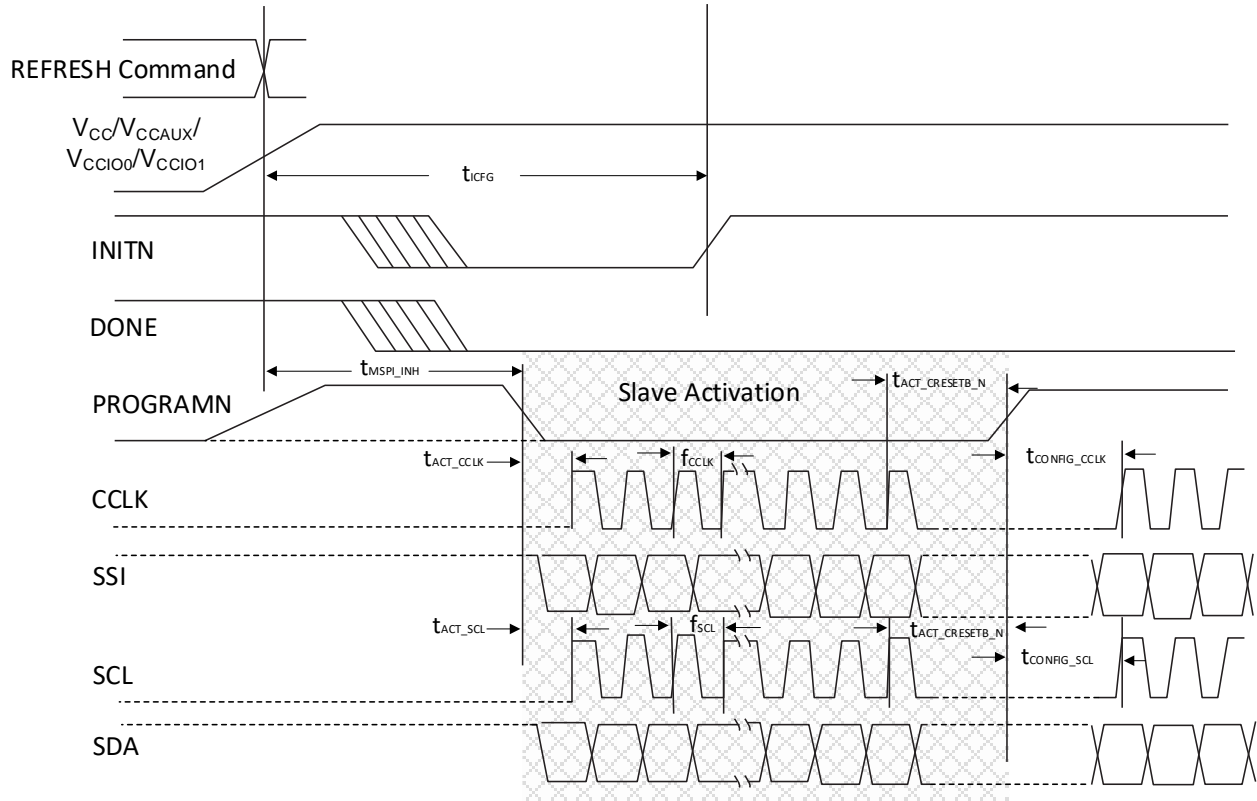 REFRESH Command
VCC/VCCAUX/
VCCIO0/VCCIO1
tICFG
INITN
DONE
tMSPI_INH
Slave Activation
tACT_CRESETB_N
PROGRAMN
tACT_CCLK
fCCLK
tCONFIG_CCLK
CCLK
SSI
tACT_SCL
fSCL
tACT_CRESETB_N
tCONFIG_SCL
SCL
SDA